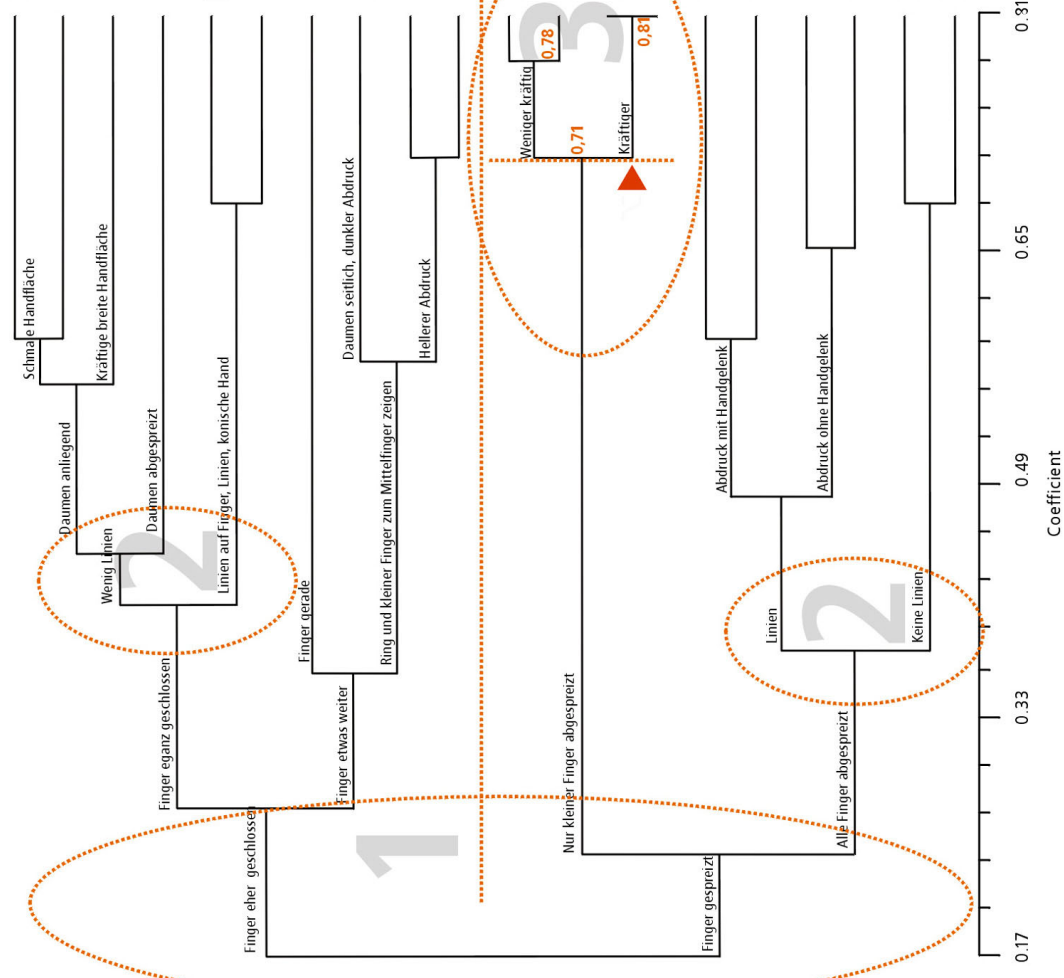 Schmale Handfläche
Kräftige breite Handfläche
Daumen anliegend
Daumen abgespreizt
Wenig Linien
Linien auf Finger, Linien, konische Hand
2
Finger eganz geschlossen
Finger gerade
Daumen seitlich, dunkler Abdruck
Hellerer Abdruck
Ring und kleiner Finger zum Mittelfinger zeigen
Finger etwas weiter
Finger eher geschlossen
1
3
Weniger kräftig
0,78
0,71
Kräftiger
0,81
Nur kleiner Finger abgespreizt
Finger gespreizt
Alle Finger abgespreizt
Abdruck mit Handgelenk
Abdruck ohne Handgelenk
Linien
2
Keine Linien
0.17
0.33
0.49
0.65
0.31
Coefficient